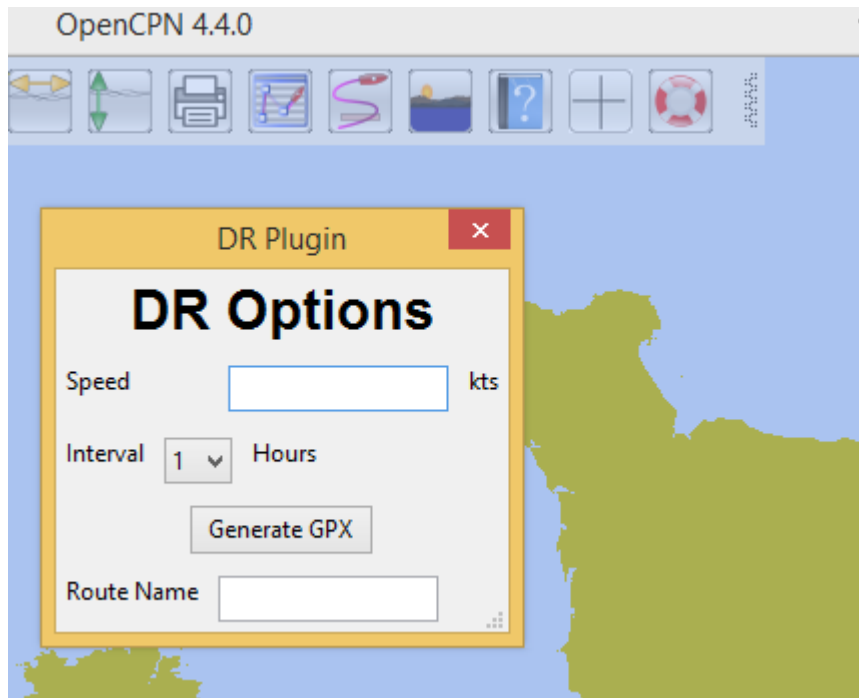 OpenCPN 4.4.0
?
DR Plugin
DR Options
Speed kts
Interval 1 Hours
Generate GPX
Route Name